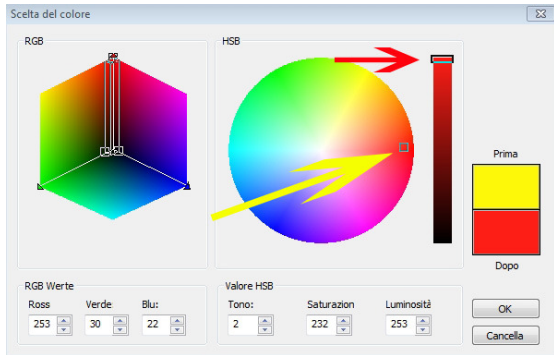 Scelta del colore
RGB
HSB
Prima
Dopo
RGB Werte
Ross Verde Blu:
253 30 22
Valore HSB
Tono: Saturazion Luminosità
2 232 253
OK
Cancella